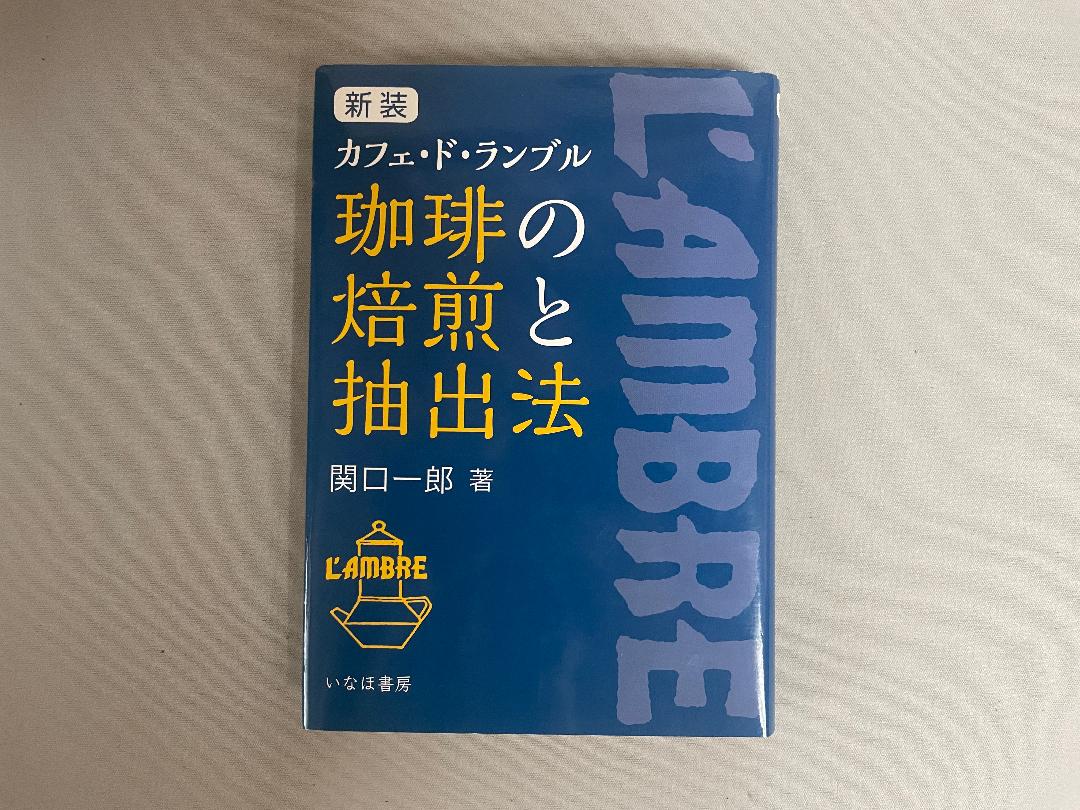 新装
カフェ・ド・ランブル
珈琲の
焙煎と
抽出法
関口一郎 著
L'AMBRE
いなほ書房
L'AMBRE